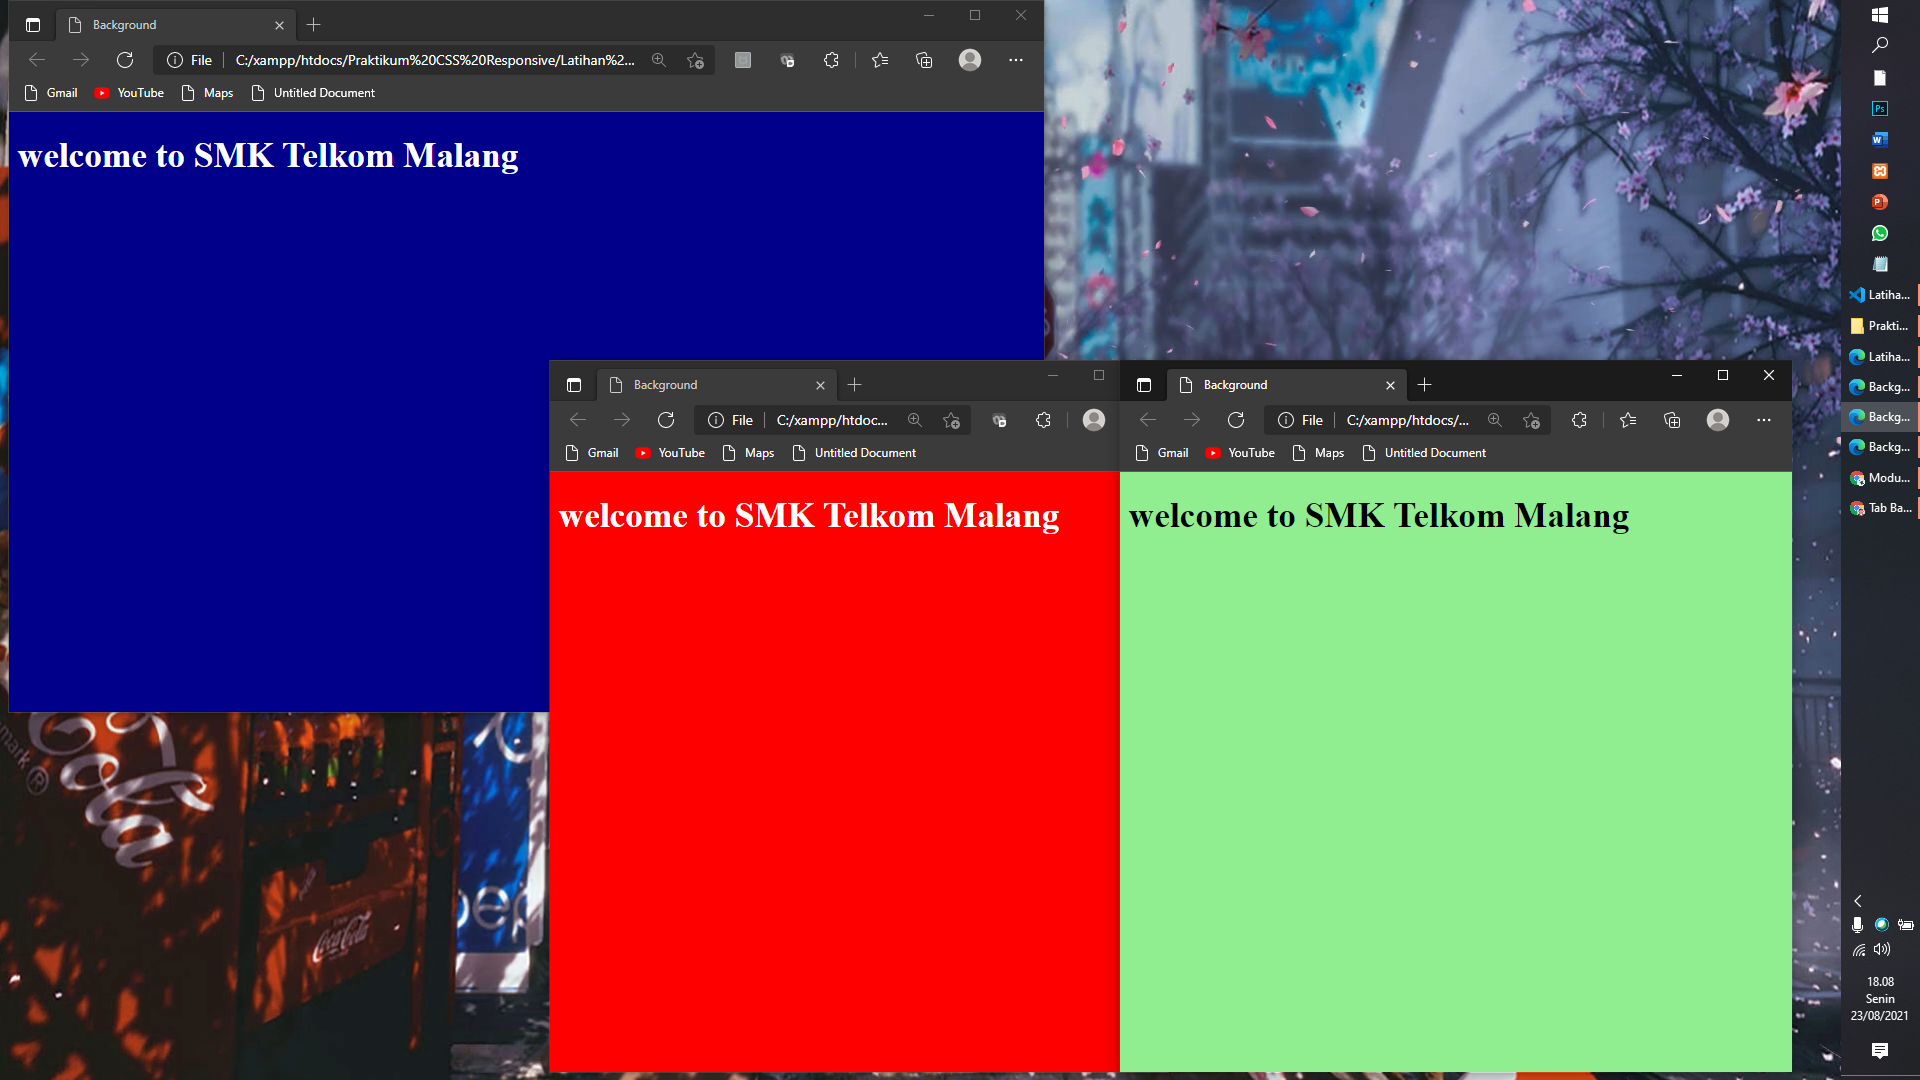 Background
File
C:/xampp/htdocs/Praktikum%20CSS%20Responsive/Latihan%2...
Gmail
YouTube
Maps
Untitled Document
welcome to SMK Telkom Malang
Background
File
C:/xampp/htdoc...
Gmail
YouTube
Maps
Untitled Document
welcome to SMK Telkom Malang
Background
File
C:/xampp/htdocs/...
Gmail
YouTube
Maps
Untitled Document
welcome to SMK Telkom Malang
Ps
W
P
Latiha...
Prakti...
Latiha...
Backg...
Backg...
Backg...
Modu...
Tab Ba...
18.08
Senin
23/08/2021
Coca-Cola